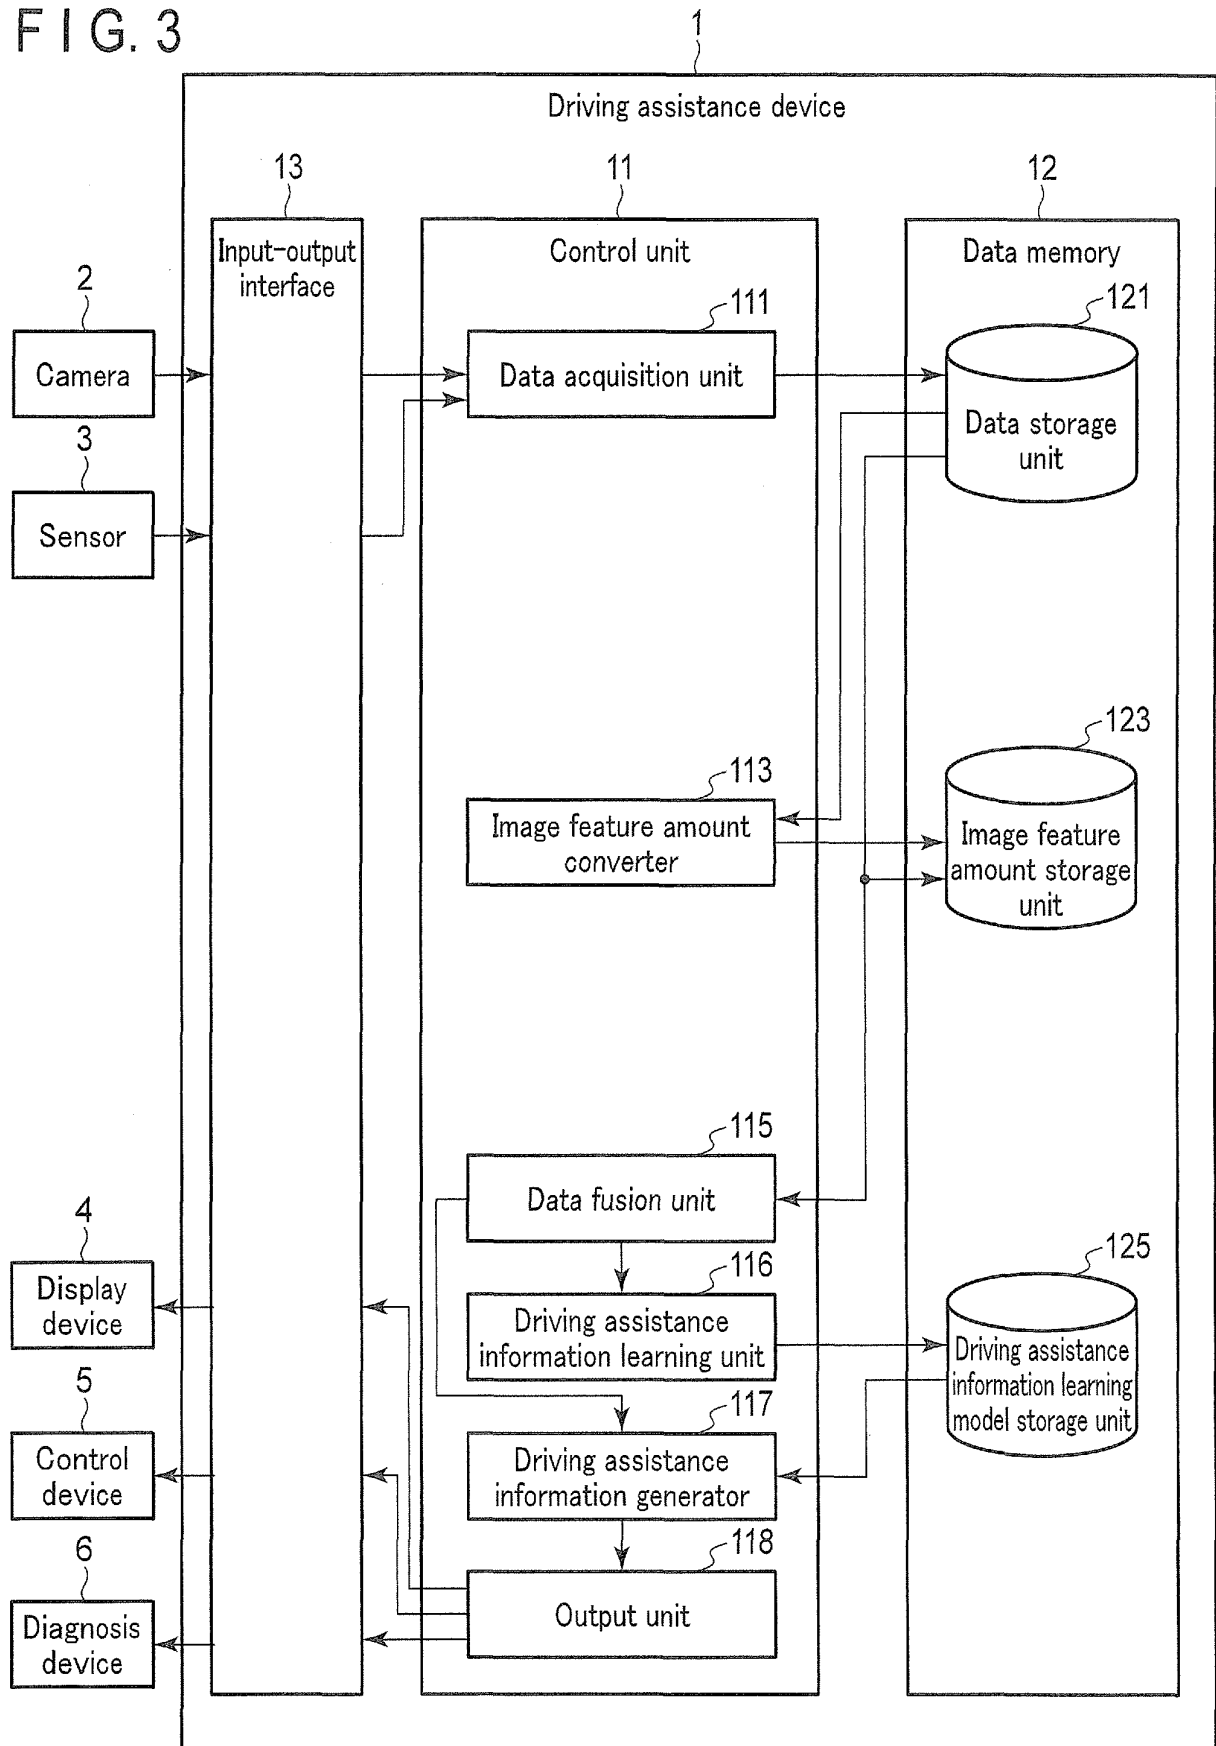 FIG. 3
1
Driving assistance device
13
11
12
Input-output
interface
Control unit
Data memory
2
Camera
3
Sensor
111
Data acquisition unit
121
Data storage
unit
113
Image feature amount
converter
123
Image feature
amount storage
unit
115
Data fusion unit
116
Driving assistance
information learning unit
125
Driving assistance
information learning
model storage unit
117
Driving assistance
information generator
118
Output unit
4
Display
device
5
Control
device
6
Diagnosis
device